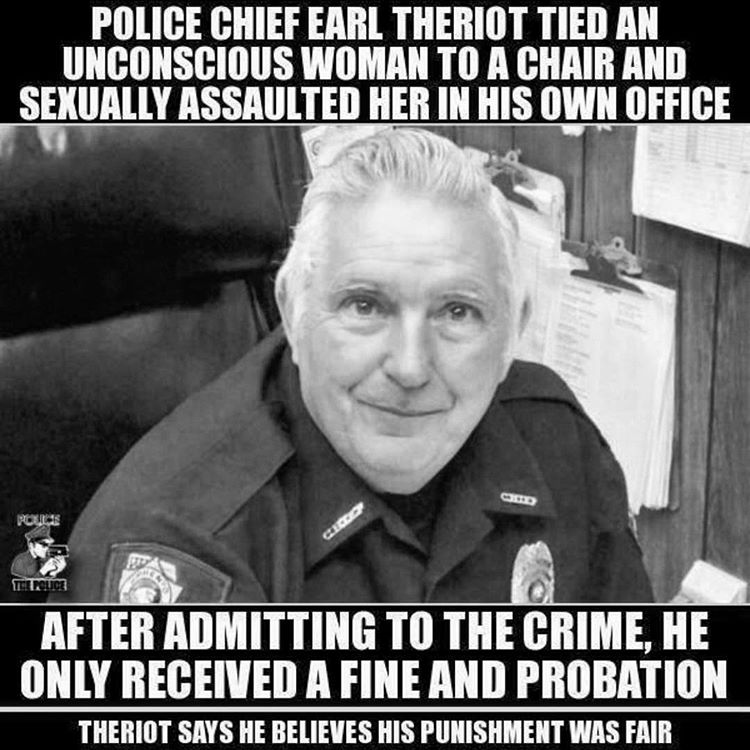 POLICE CHIEF EARL THERIOT TIED AN
UNCONSCIOUS WOMAN TO A CHAIR AND
SEXUALLY ASSAULTED HER IN HIS OWN OFFICE
POLICE
THE POLICE
AFTER ADMITTING TO THE CRIME, HE
ONLY RECEIVED A FINE AND PROBATION
THERIOT SAYS HE BELIEVES HIS PUNISHMENT WAS FAIR